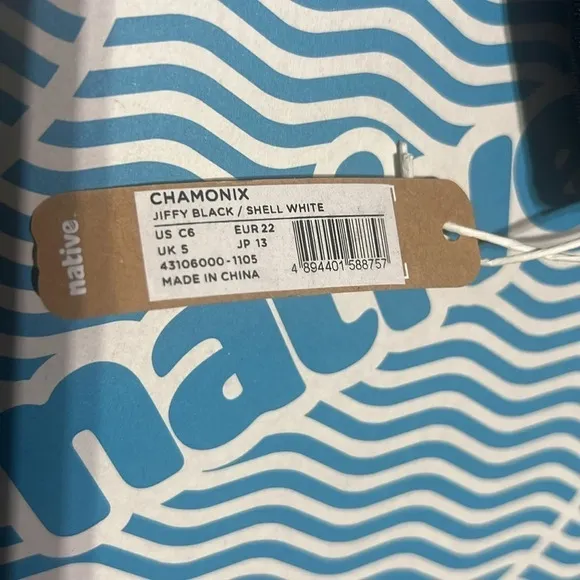 native.
CHAMONIX
JIFFY BLACK / SHELL WHITE
US C6 EUR 22
UK 5 JP 13
43106000-1105
MADE IN CHINA
4 894401 588757
native